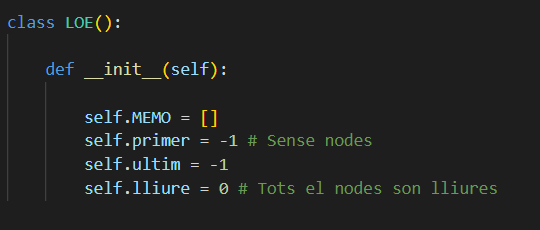 class LOE():
def __init__(self):
self.MEMO = []
self.primer = -1 # Sense nodes
self.ultim = -1
self.lliure = 0 # Tots el nodes son lliures